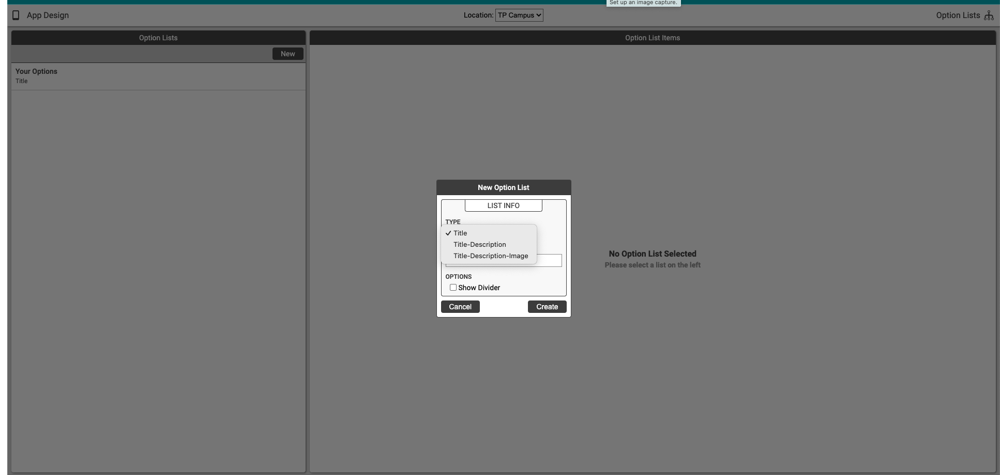 Set up an image capture.
App Design
Location: TP Campus
Option Lists
Option Lists
New
Your Options
Title
Option List Items
No Option List Selected
Please select a list on the left
New Option List
LIST INFO
TYPE
Title
Title-Description
Title-Description-Image
OPTIONS
Show Divider
Cancel
Create